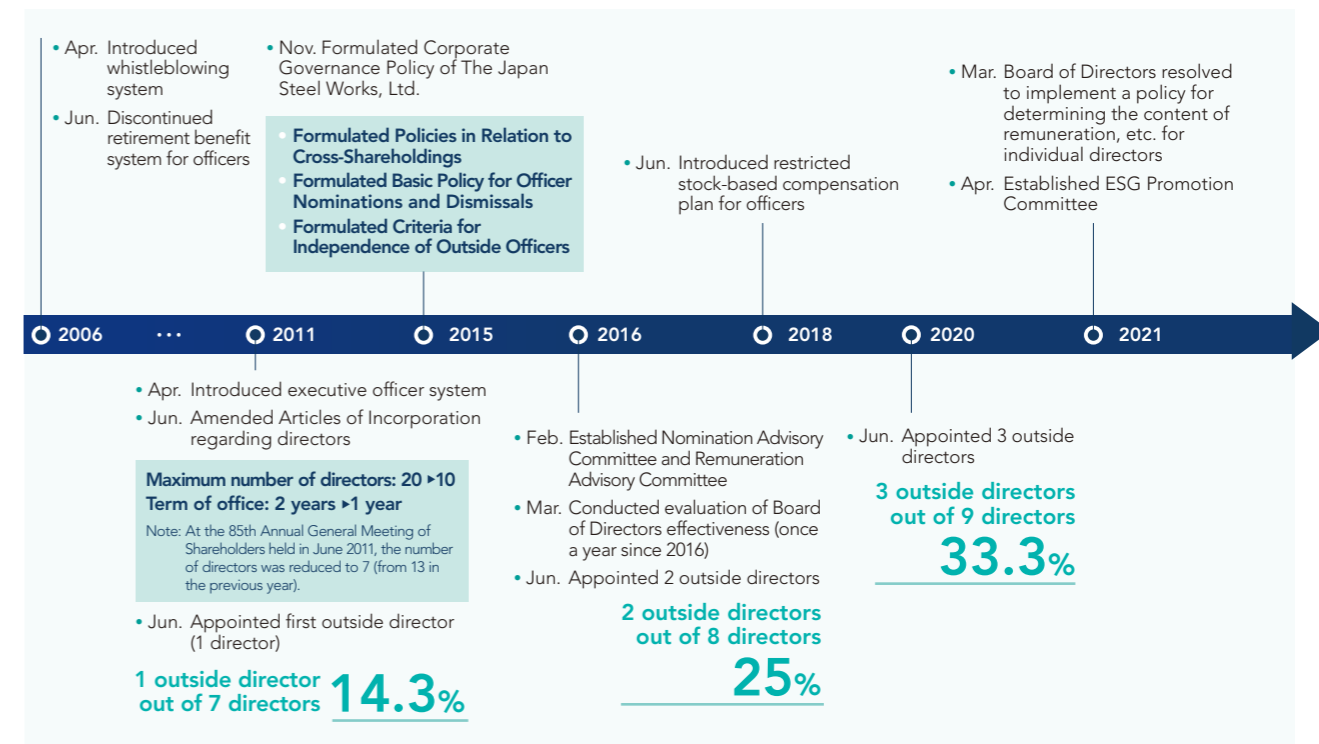 • Apr. Introduced
whistleblowing
system
• Jun. Discontinued
retirement benefit
system for officers
• Nov. Formulated Corporate
Governance Policy of The Japan
Steel Works, Ltd.
• Formulated Policies in Relation to
Cross-Shareholdings
• Formulated Basic Policy for Officer
Nominations and Dismissals
• Formulated Criteria for
Independence of Outside Officers
• Jun. Introduced restricted
stock-based compensation
plan for officers
• Mar. Board of Directors resolved
to implement a policy for
determining the content of
remuneration, etc. for
individual directors
• Apr. Established ESG Promotion
Committee
2006 ... 2011 2015 2016 2018 2020 2021
• Apr. Introduced executive officer system
• Jun. Amended Articles of Incorporation
regarding directors
Maximum number of directors: 20 ▸10
Term of office: 2 years ▸1 year
Note: At the 85th Annual General Meeting of
Shareholders held in June 2011, the number
of directors was reduced to 7 (from 13 in
the previous year).
• Jun. Appointed first outside director
(1 director)
1 outside director
out of 7 directors
14.3%
• Feb. Established Nomination Advisory
Committee and Remuneration
Advisory Committee
• Mar. Conducted evaluation of Board
of Directors effectiveness (once
a year since 2016)
• Jun. Appointed 2 outside directors
2 outside directors
out of 8 directors
25%
• Jun. Appointed 3 outside
directors
3 outside directors
out of 9 directors
33.3%